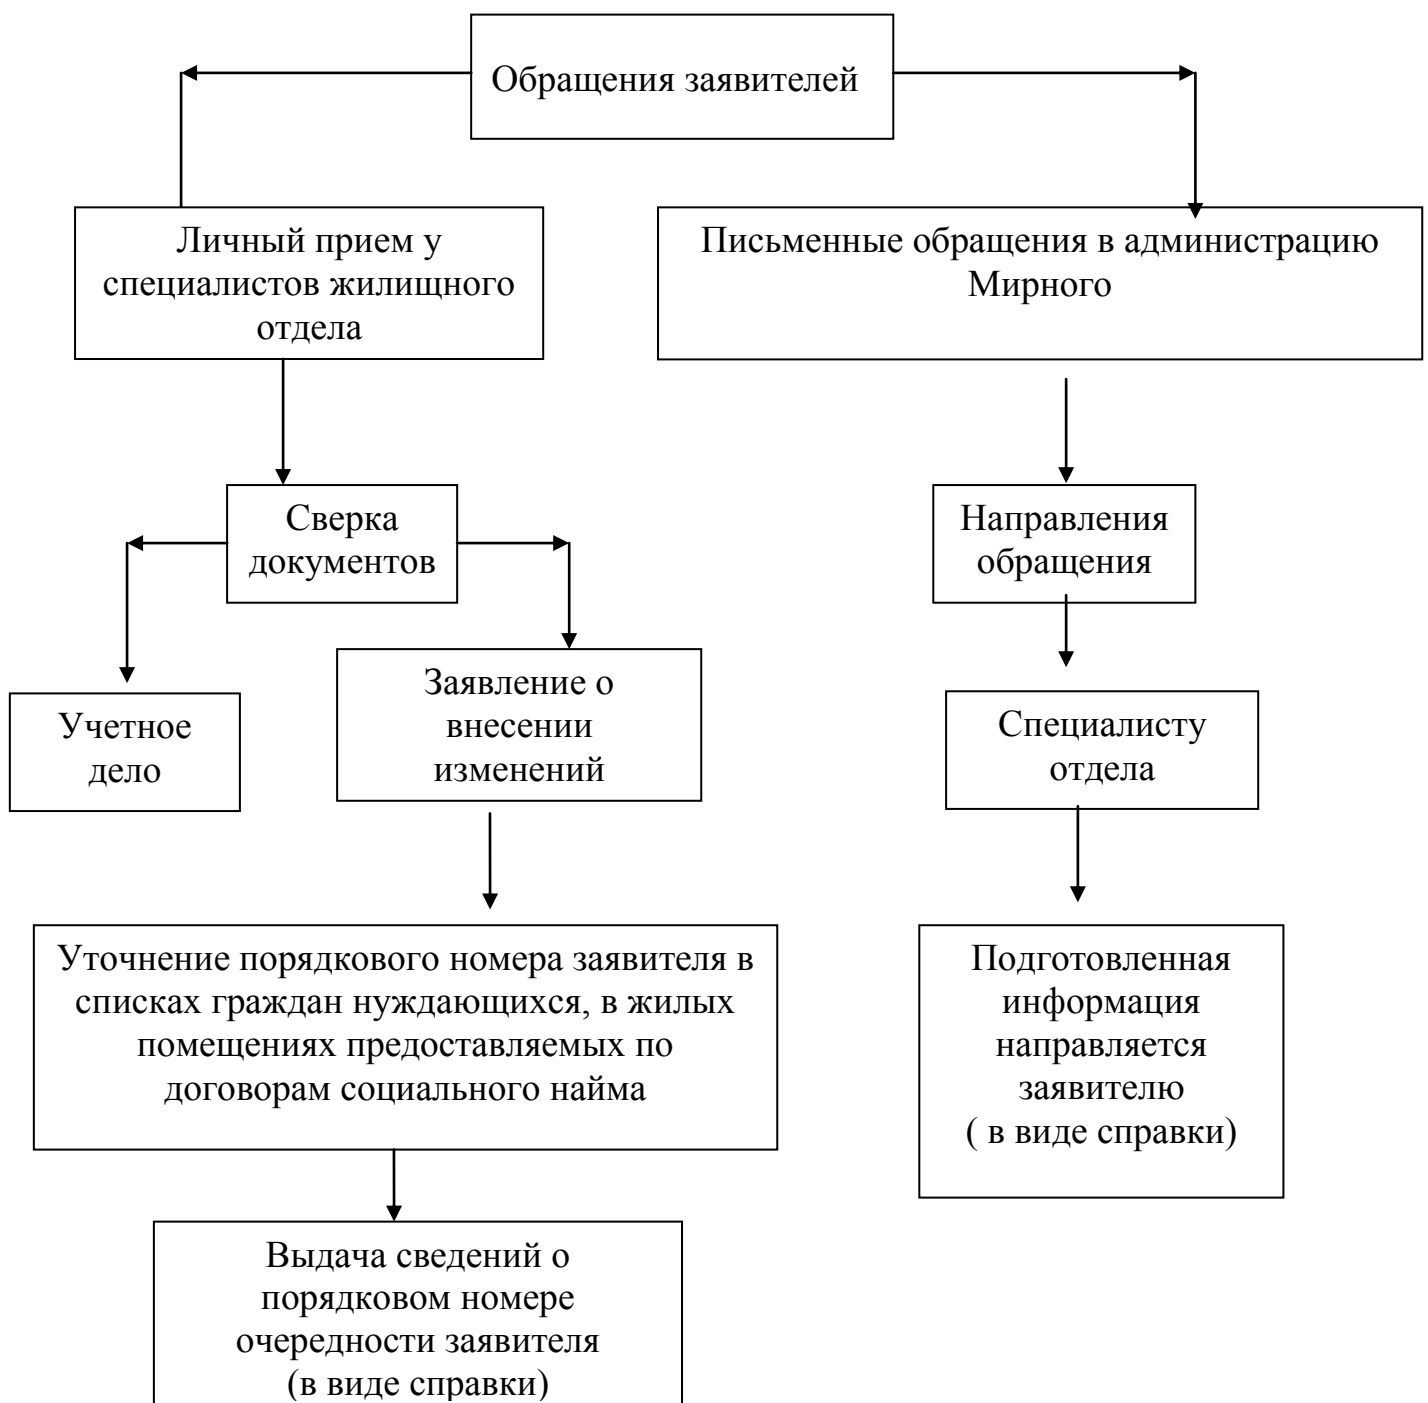 Обращения заявителей
Личный прием у
специалистов жилищного
отдела
Письменные обращения в администрацию
Мирного
Сверка
документов
Направления
обращения
Учетное
дело
Заявление о
внесении
изменений
Специалисту
отдела
Уточнение порядкового номера заявителя в
списках граждан нуждающихся, в жилых
помещениях предоставляемых по
договорам социального найма
Подготовленная
информация
направляется
заявителю
( в виде справки)
Выдача сведений о
порядковом номере
очередности заявителя
(в виде справки)